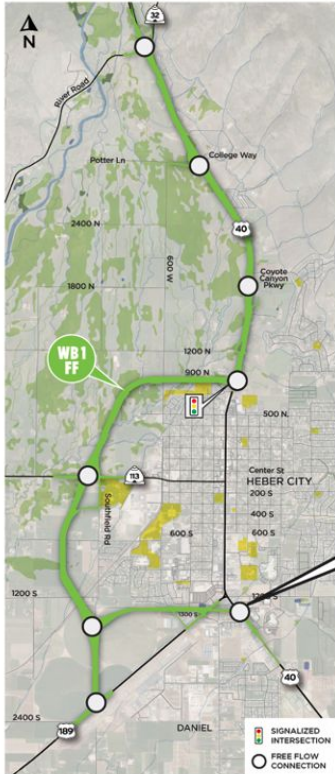 32
N
River Road
Potter Ln
College Way
40
2400 N
600 W
Coyote
Canyon
Pkwy
1800 N
WB1
FF
1200 N
900 N
500 N.
Center St
113
HEBER CITY
200 S
400 S
600 S
600 S
Southfield Rd
1200 S
1300 S
40
2400 S
189
DANIEL
SIGNALIZED
INTERSECTION
FREE FLOW
CONNECTION